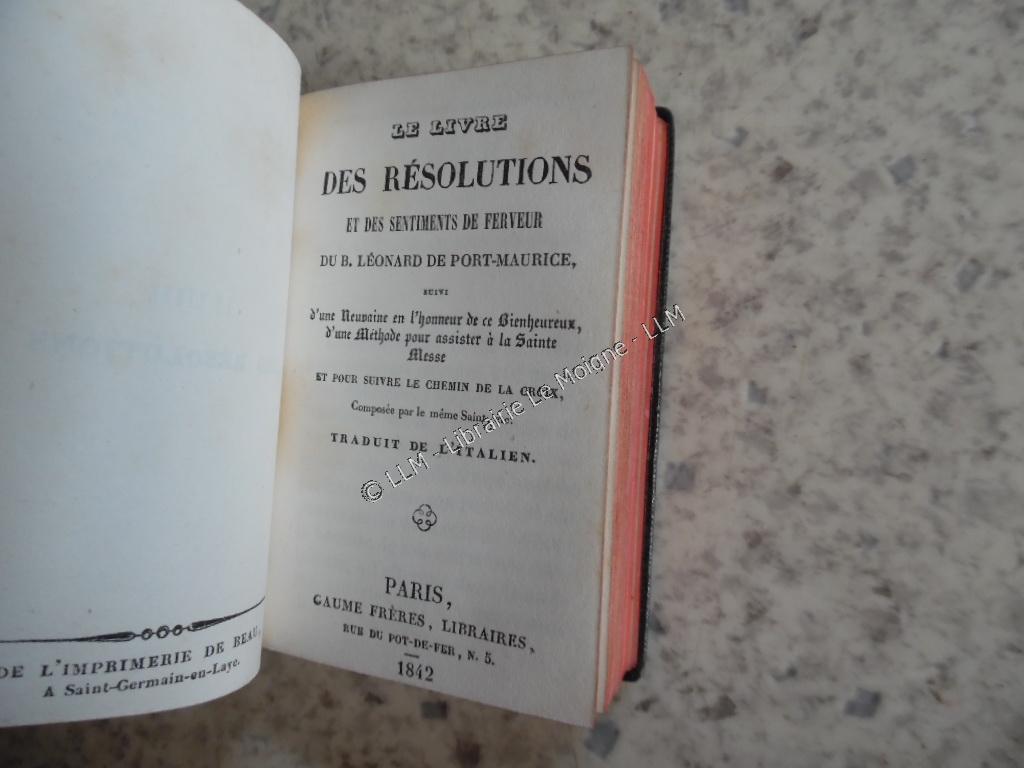 DE L'IMPRIMERIE DE BEAU,
A Saint-Germain-en-Laye.
LE LIVRE
DES RÉSOLUTIONS
ET DES SENTIMENTS DE FERVEUR
DU B. LÉONARD DE PORT-MAURICE,
SUIVI
d'une Neuvaine en l'honneur de ce Bienheureux,
d'une Méthode pour assister à la Sainte
Messe
ET POUR SUIVRE LE CHEMIN DE LA CROIX,
Composée par le même Saint
TRADUIT DE L'ITALIEN.
PARIS,
GAUME FRÈRES, LIBRAIRES,
RUE DU POT-DE-FER, N. 5.
1842
© LLM - Librairie Le Moigne - LLM